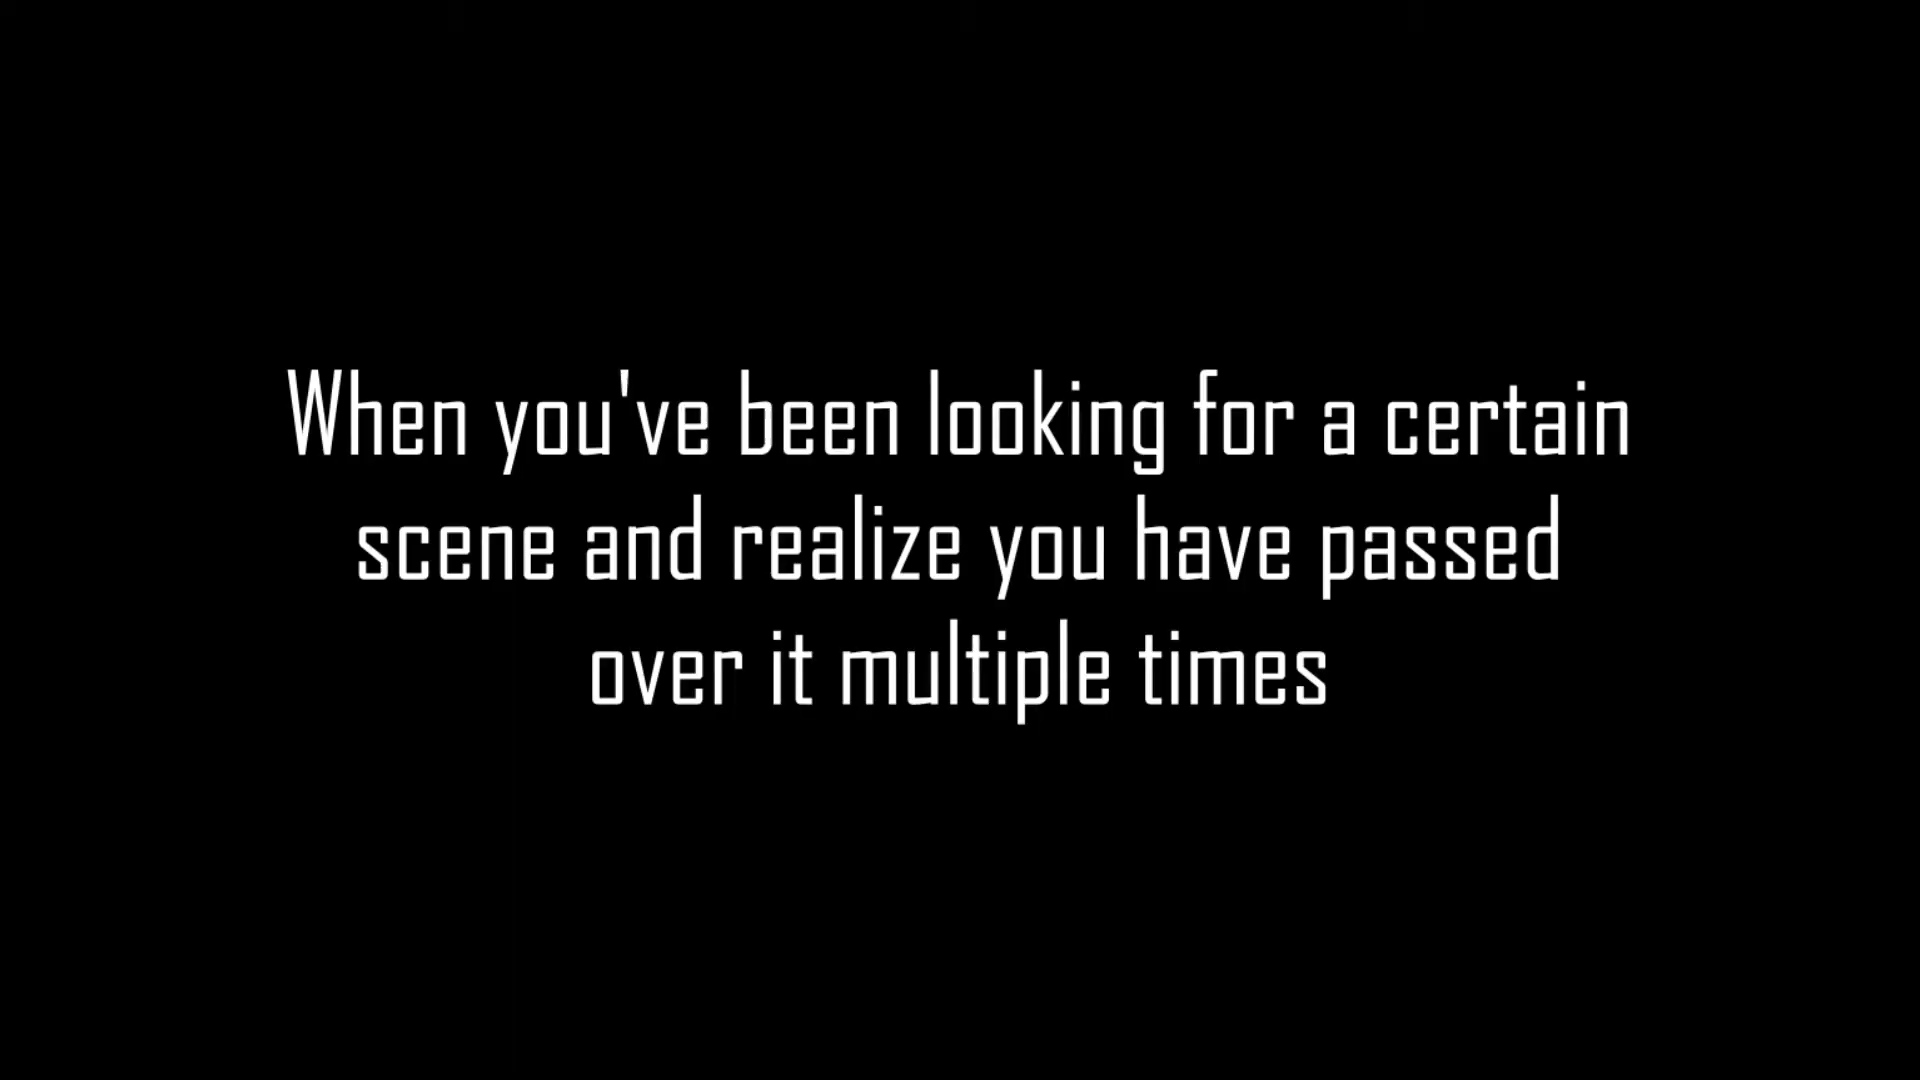 When you've been looking for a certain
scene and realize you have passed
over it multiple times